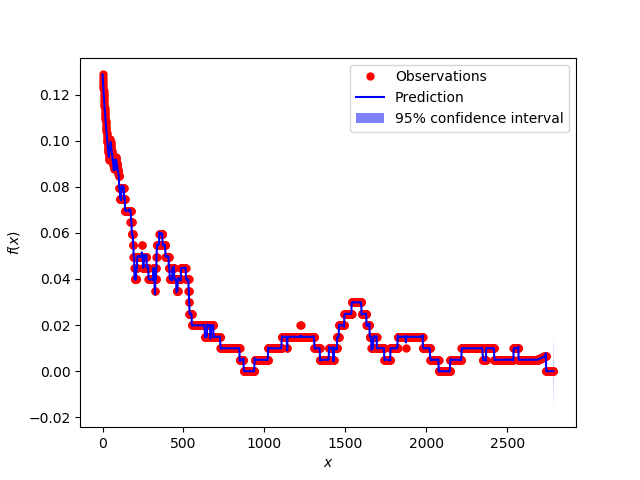 Observations
Prediction
95% confidence interval
0.12
0.10
0.08
0.06
0.04
0.02
0.00
−0.02
f(x)
0 500 1000 1500 2000 2500
x